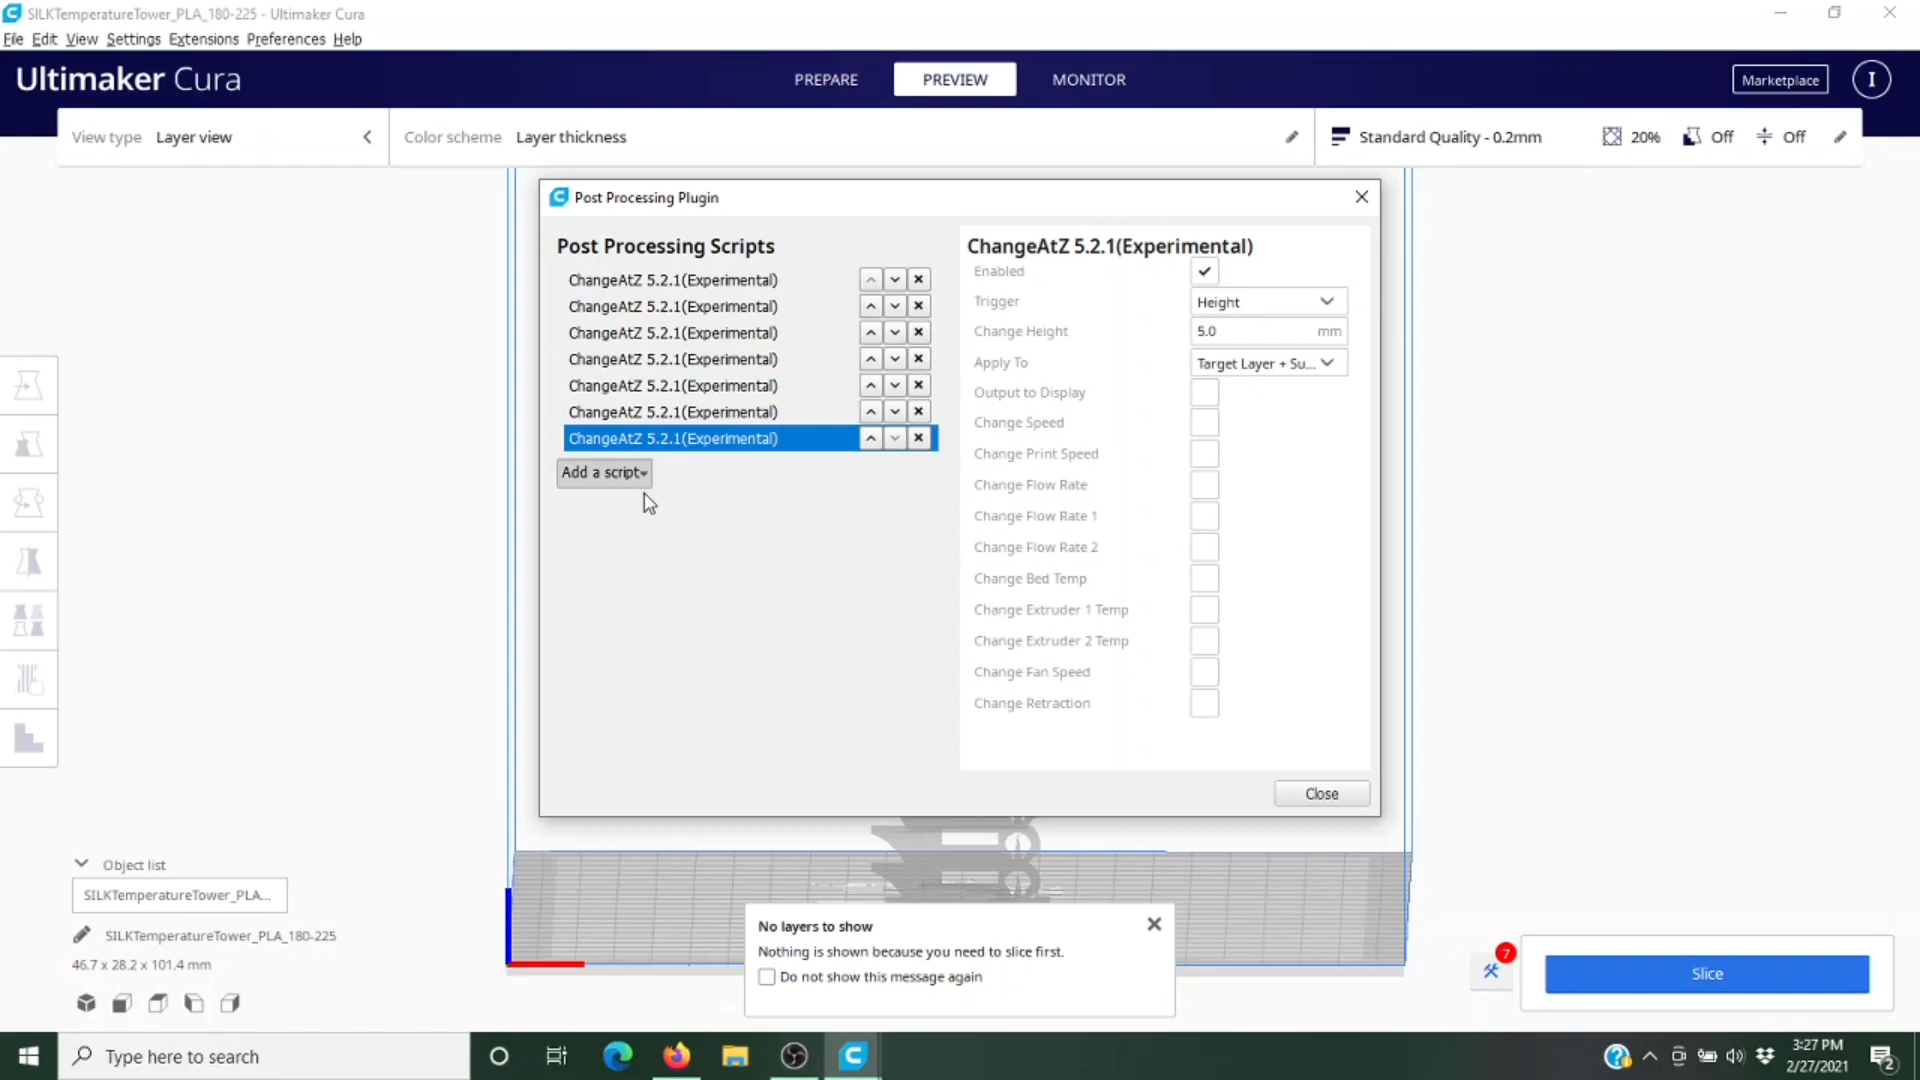 SILKTemperatureTower_PLA_180-225 - Ultimaker Cura
File Edit View Settings Extensions Preferences Help
Ultimaker Cura
PREPARE
PREVIEW
MONITOR
Marketplace
I
View type Layer view
Color scheme Layer thickness
Standard Quality - 0.2mm
20%
Off
Off
Post Processing Plugin
Post Processing Scripts
ChangeAtZ 5.2.1(Experimental)
ChangeAtZ 5.2.1(Experimental)
ChangeAtZ 5.2.1(Experimental)
ChangeAtZ 5.2.1(Experimental)
ChangeAtZ 5.2.1(Experimental)
ChangeAtZ 5.2.1(Experimental)
ChangeAtZ 5.2.1(Experimental)
Add a script
ChangeAtZ 5.2.1(Experimental)
Enabled
Trigger Height
Change Height 5.0 mm
Apply To Target Layer + Su...
Output to Display
Change Speed
Change Print Speed
Change Flow Rate
Change Flow Rate 1
Change Flow Rate 2
Change Bed Temp
Change Extruder 1 Temp
Change Extruder 2 Temp
Change Fan Speed
Change Retraction
Close
Object list
SILKTemperatureTower_PLA...
SILKTemperatureTower_PLA_180-225
46.7 x 28.2 x 101.4 mm
No layers to show
Nothing is shown because you need to slice first.
Do not show this message again
7
Slice
Type here to search
3:27 PM
2/27/2021
2